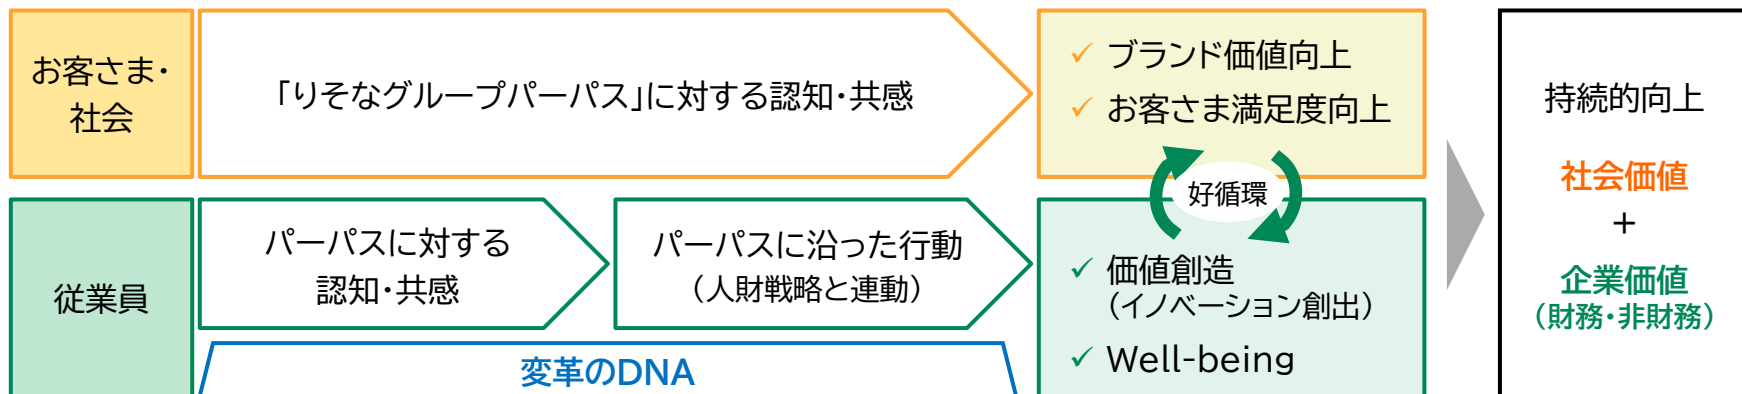 お客さま・
社会
「りそなグループパーパス」に対する認知・共感
✓ ブランド価値向上
✓ お客さま満足度向上
好循環
従業員
パーパスに対する
認知・共感
パーパスに沿った行動
（人財戦略と連動）
変革のDNA
✓ 価値創造
（イノベーション創出）
✓ Well-being
持続的向上
社会価値
+
企業価値
（財務・非財務）